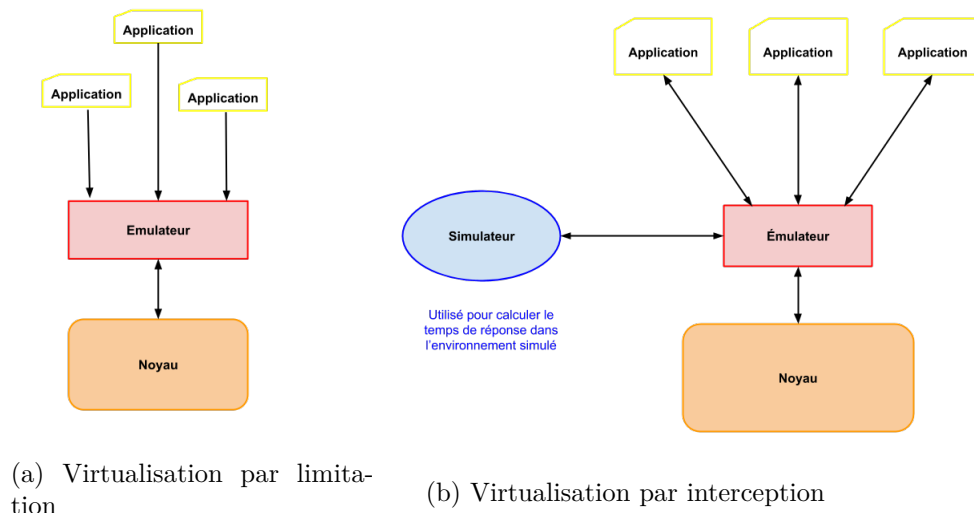 Application
Application
Application
Emulateur
Noyau
(a) Virtualisation par limita-
tion
Application
Application
Application
Simulateur
Émulateur
Utilisé pour calculer le
temps de réponse dans
l'environnement simulé
Noyau
(b) Virtualisation par interception